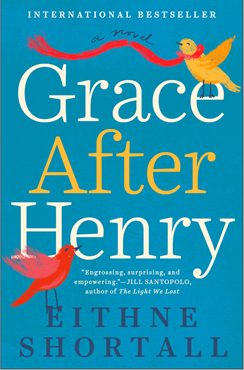 INTERNATIONAL BESTSELLER
a novel
Grace
After
Henry
"Engrossing, surprising, and
empowering."—JILL SANTOPOLO,
author of The Light We Lost
EITHNE
SHORTALL